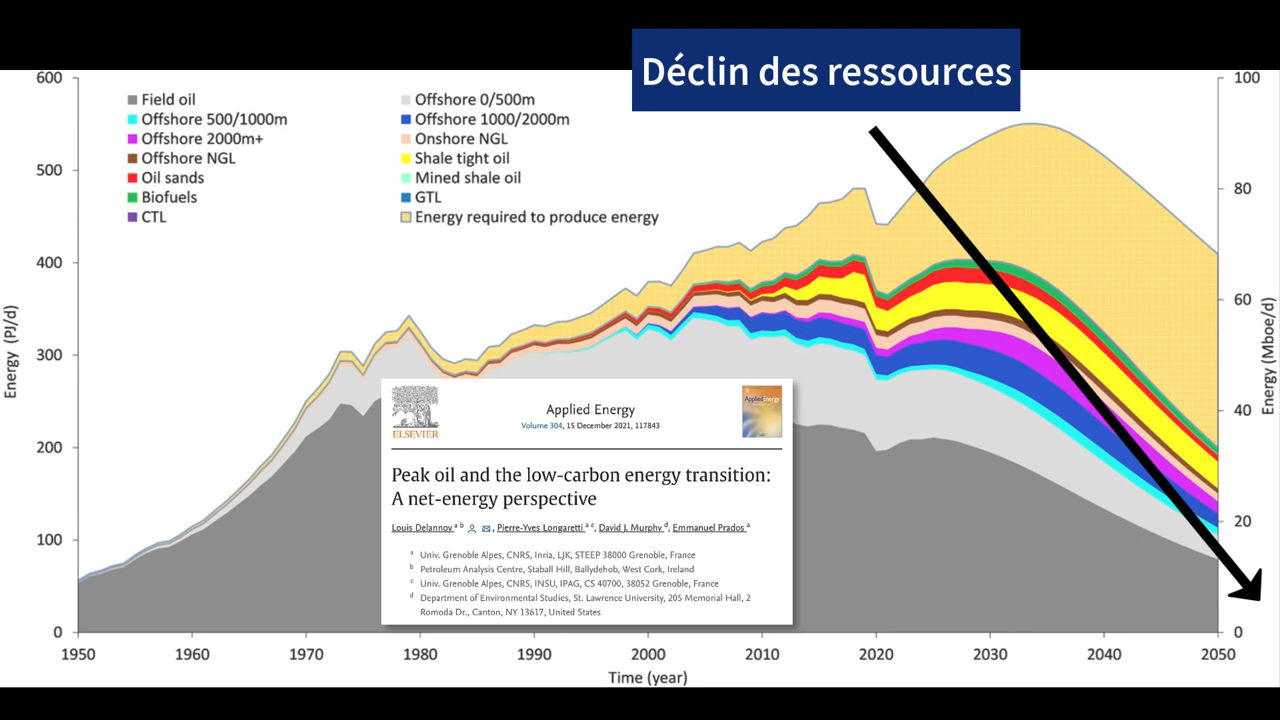 Déclin des ressources
600
500
400
300
200
100
0
Energy (PJ/d)
Field oil
Offshore 0/500m
Offshore 500/1000m
Offshore 1000/2000m
Offshore 2000m+
Onshore NGL
Offshore NGL
Shale tight oil
Oil sands
Mined shale oil
Biofuels
GTL
CTL
Energy required to produce energy
100
80
60
40
20
0
Energy (Mboe/d)
ELSEVIER
Applied Energy
Volume 304, 15 December 2021, 117843
AppliedEnergy
Peak oil and the low-carbon energy transition:
A net-energy perspective
Louis Delannoy a b, Pierre-Yves Longaretti a c, David J. Murphy d, Emmanuel Prados a
a Univ. Grenoble Alpes, CNRS, Inria, LJK, STEEP 38000 Grenoble, France
b Petroleum Analysis Centre, Staball Hill, Ballydehob, West Cork, Ireland
c Univ. Grenoble Alpes, CNRS, INSU, IPAG, CS 40700, 38052 Grenoble, France
d Department of Environmental Studies, St. Lawrence University, 205 Memorial Hall, 2
Romoda Dr., Canton, NY 13617, United States
1950 1960 1970 1980 1990 2000 2010 2020 2030 2040 2050
Time (year)